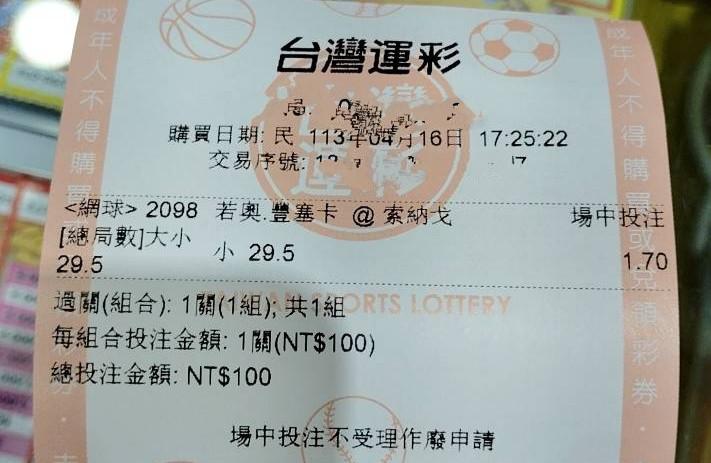 台灣運彩
購買日期: 民 113年04月16日 17:25:22
交易序號:
<網球> 2098 若奧.豐塞卡 @ 索納戈 場中投注
[總局數]大小 小 29.5 1.70
29.5
過關(組合): 1關(1組); 共1組
每組合投注金額: 1關(NT$100)
總投注金額: NT$100
場中投注不受理作廢申請
SPORTS LOTTERY
成年人不得購買或兌領彩券
成年人不得購買或兌領彩券